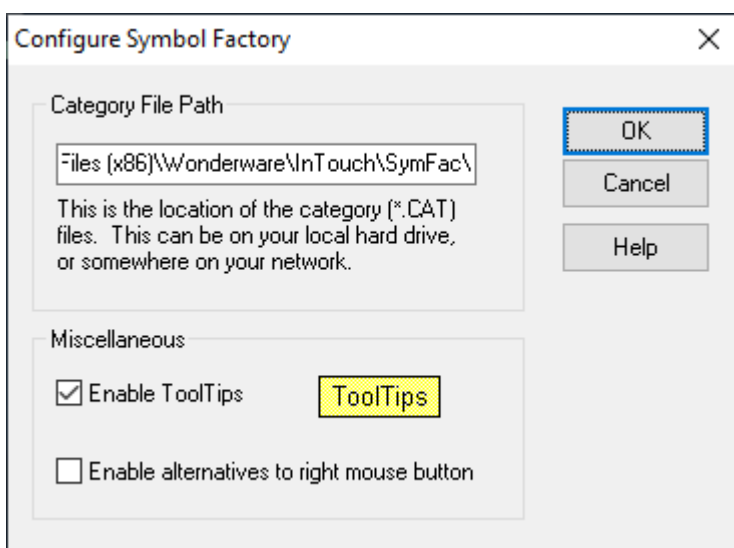 Configure Symbol Factory
Category File Path
Files (x86)\Wonderware\InTouch\SymFac\
This is the location of the category (*.CAT)
files.  This can be on your local hard drive,
or somewhere on your network.
OK
Cancel
Help
Miscellaneous
Enable ToolTips
ToolTips
Enable alternatives to right mouse button